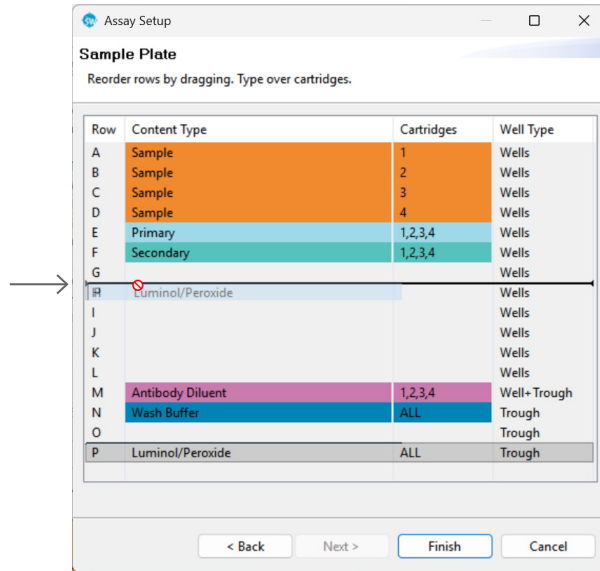 SW Assay Setup
Sample Plate
Reorder rows by dragging. Type over cartridges.
Row Content Type Cartridges Well Type
A Sample 1 Wells
B Sample 2 Wells
C Sample 3 Wells
D Sample 4 Wells
E Primary 1,2,3,4 Wells
F Secondary 1,2,3,4 Wells
G Wells
H Luminol/Peroxide Wells
I Wells
J Wells
K Wells
L Wells
M Antibody Diluent 1,2,3,4 Well+Trough
N Wash Buffer ALL Trough
O Trough
P Luminol/Peroxide ALL Trough
< Back Next > Finish Cancel